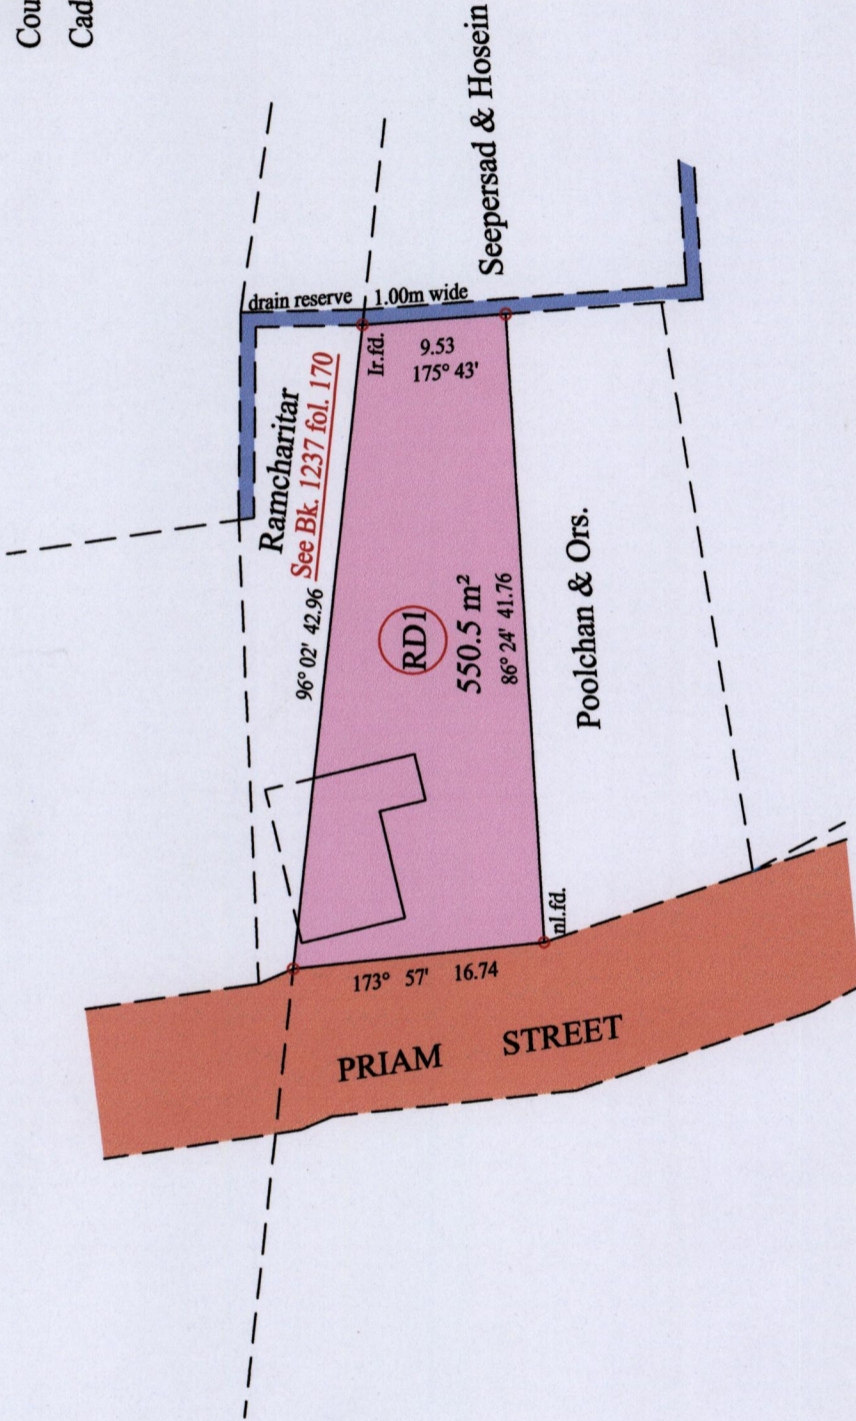 Cou
Cad
Seepersad & Hosein
drain reserve 1.00m wide
Ramcharitar
See Bk. 1237 fol. 170
Ir.fd.
9.53
175° 43'
96° 02' 42.96
RD1
550.5 m²
86° 24' 41.76
Poolchan & Ors.
nl.fd.
173° 57' 16.74
PRIAM STREET